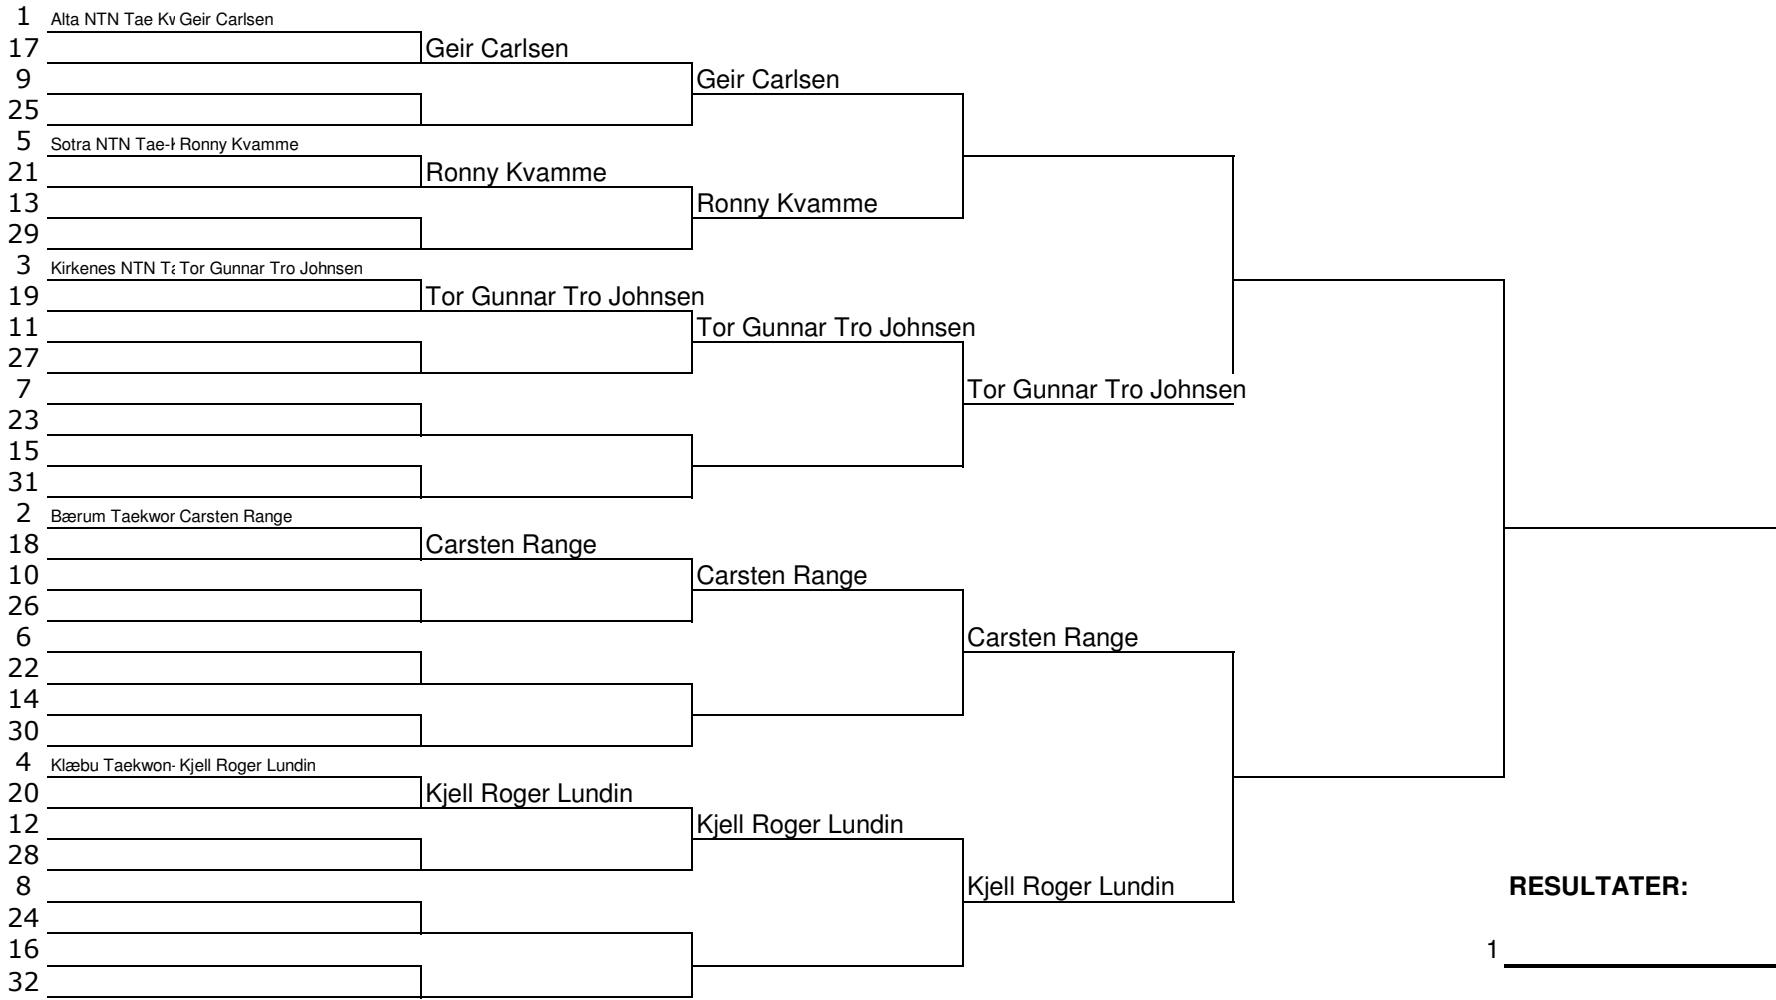 1 Alta NTN Tae Kv Geir Carlsen
17 Geir Carlsen
9 Geir Carlsen
25
5 Sotra NTN Tae-k Ronny Kvamme
21 Ronny Kvamme
13 Ronny Kvamme
29
3 Kirkenes NTN Ta Tor Gunnar Tro Johnsen
19 Tor Gunnar Tro Johnsen
11 Tor Gunnar Tro Johnsen
27
7 Tor Gunnar Tro Johnsen
23
15
31
2 Bærum Taekwon Carsten Range
18 Carsten Range
10 Carsten Range
26
6 Carsten Range
22
14
30
4 Klæbu Taekwon- Kjell Roger Lundin
20 Kjell Roger Lundin
12 Kjell Roger Lundin
28
8 Kjell Roger Lundin RESULTATER:
24
16 1
32